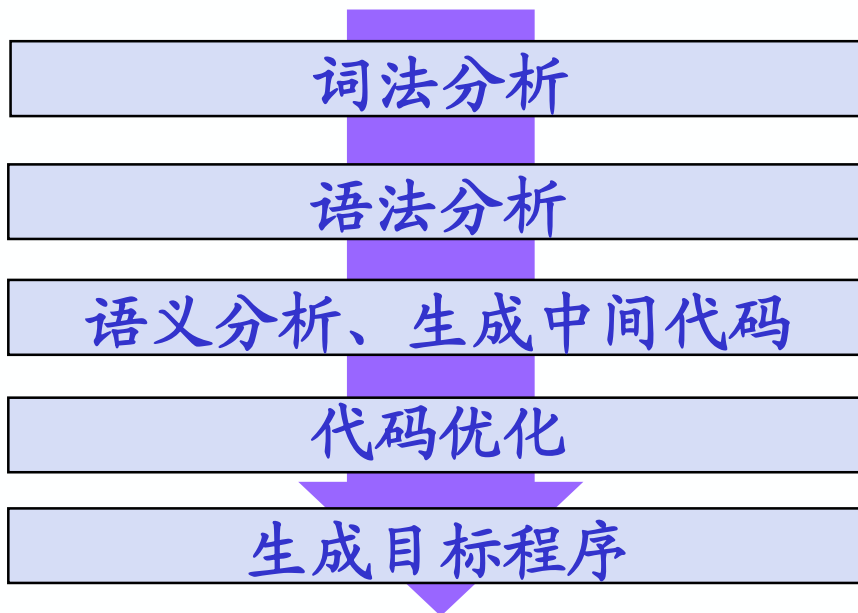 词法分析
语法分析
语义分析、生成中间代码
代码优化
生成目标程序